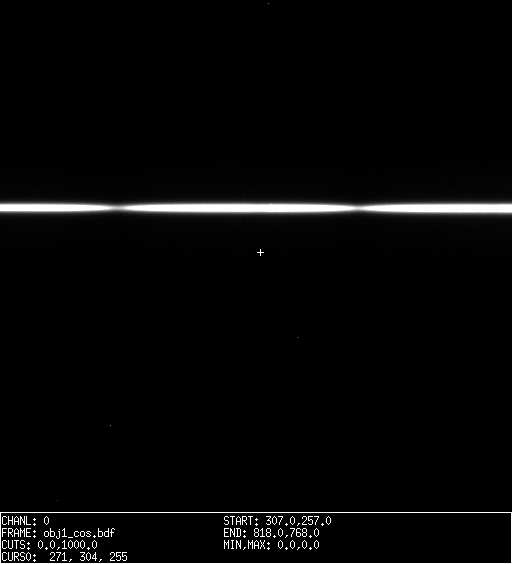 CHANL: 0 START: 307.0,257.0
FRAME: obj1_cos.bdf END: 818.0,768.0
CUTS: 0.0,1000.0 MIN,MAX: 0.0,0.0
CURSO: 271, 304, 255